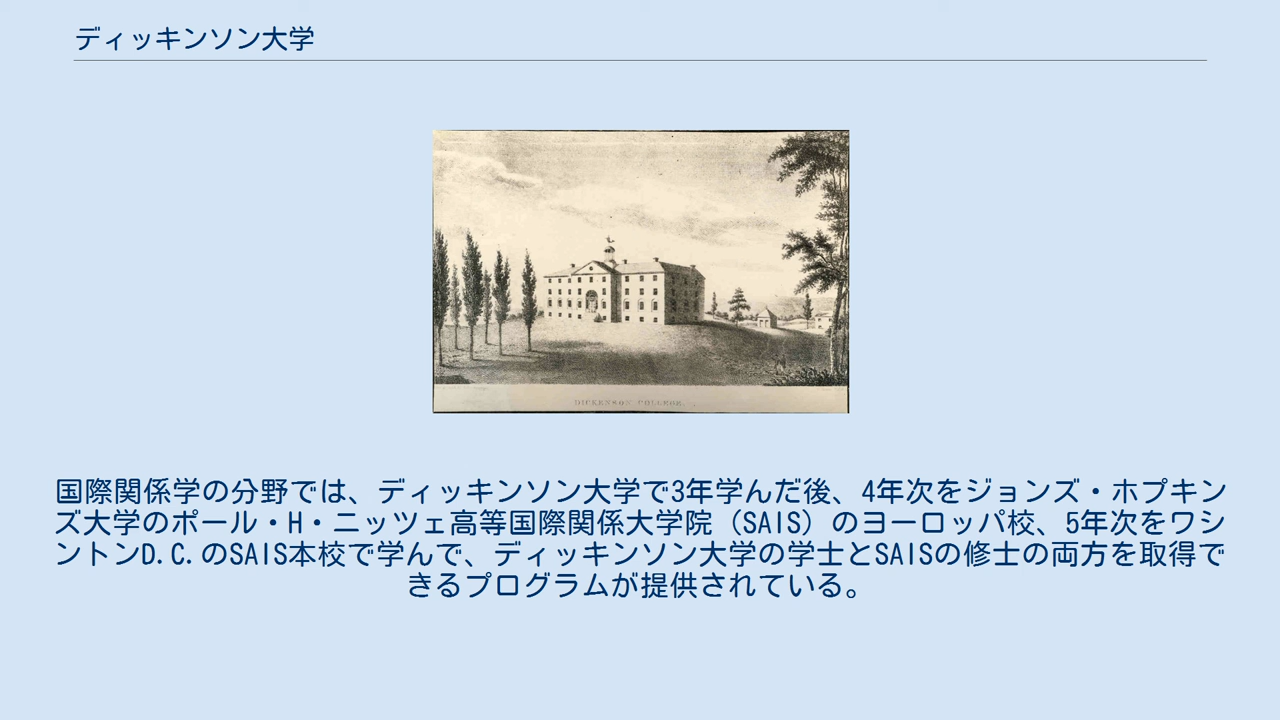 ディッキンソン大学
DICKENSON COLLEGE.
国際関係学の分野では、ディッキンソン大学で3年学んだ後、4年次をジョンズ・ホプキン
ズ大学のポール・H・ニッツェ高等国際関係大学院（SAIS）のヨーロッパ校、5年次をワシ
ントンD.C.のSAIS本校で学んで、ディッキンソン大学の学士とSAISの修士の両方を取得で
きるプログラムが提供されている。